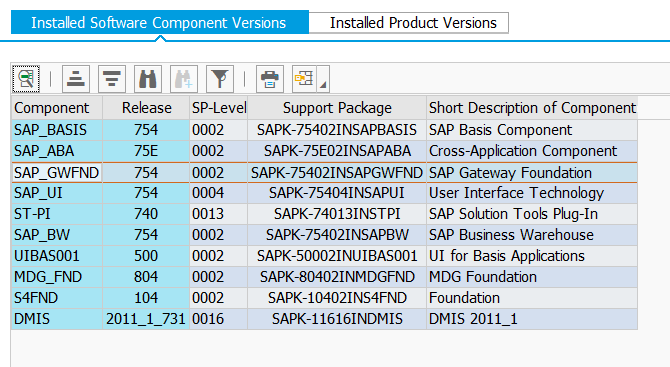 Installed Software Component Versions Installed Product Versions
Component Release SP-Level Support Package Short Description of Component
SAP_BASIS 754 0002 SAPK-75402INSAPBASIS SAP Basis Component
SAP_ABA 75E 0002 SAPK-75E02INSAPABA Cross-Application Component
SAP_GWFND 754 0002 SAPK-75402INSAPGWFND SAP Gateway Foundation
SAP_UI 754 0004 SAPK-75404INSAPUI User Interface Technology
ST-PI 740 0013 SAPK-74013INSTPI SAP Solution Tools Plug-In
SAP_BW 754 0002 SAPK-75402INSAPBW SAP Business Warehouse
UIBAS001 500 0002 SAPK-50002INUIBAS001 UI for Basis Applications
MDG_FND 804 0002 SAPK-80402INMDGFND MDG Foundation
S4FND 104 0002 SAPK-10402INS4FND Foundation
DMIS 2011_1_731 0016 SAPK-11616INDMIS DMIS 2011_1